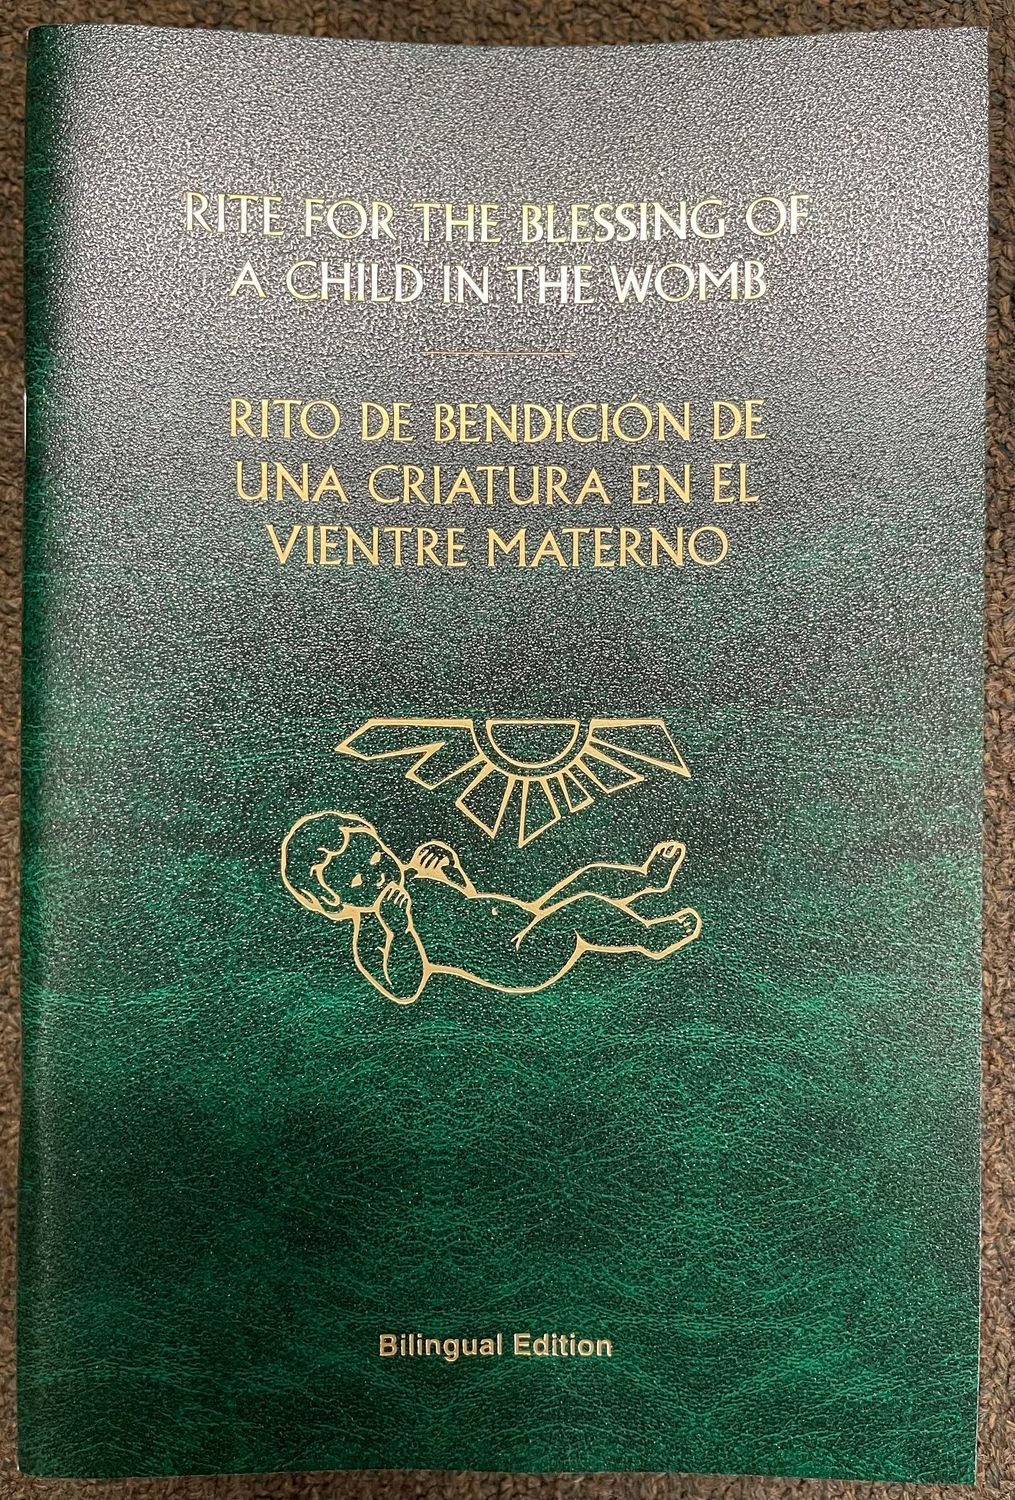 RITE FOR THE BLESSING OF
A CHILD IN THE WOMB
RITO DE BENDICIÓN DE
UNA CRIATURA EN EL
VIENTRE MATERNO
Bilingual Edition